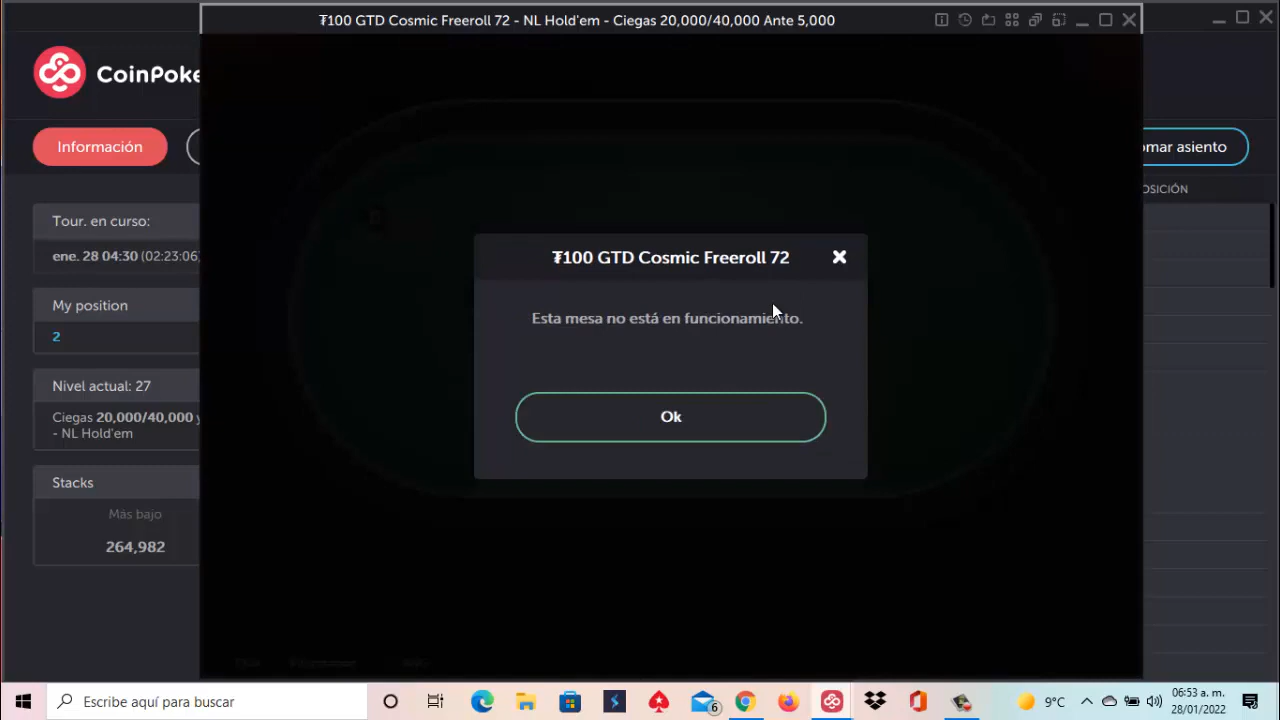 ₮100 GTD Cosmic Freeroll 72 - NL Hold'em - Ciegas 20,000/40,000 Ante 5,000
CoinPoke
Información
omar asiento
OSICIÓN
Tour. en curso:
ene. 28 04:30 (02:23:06)
My position
2
Nivel actual: 27
Ciegas 20,000/40,000 y
- NL Hold'em
Stacks
Más bajo
264,982
₮100 GTD Cosmic Freeroll 72
Esta mesa no está en funcionamiento.
Ok
Escribe aquí para buscar
6
9°C
06:53 a. m.
28/01/2022